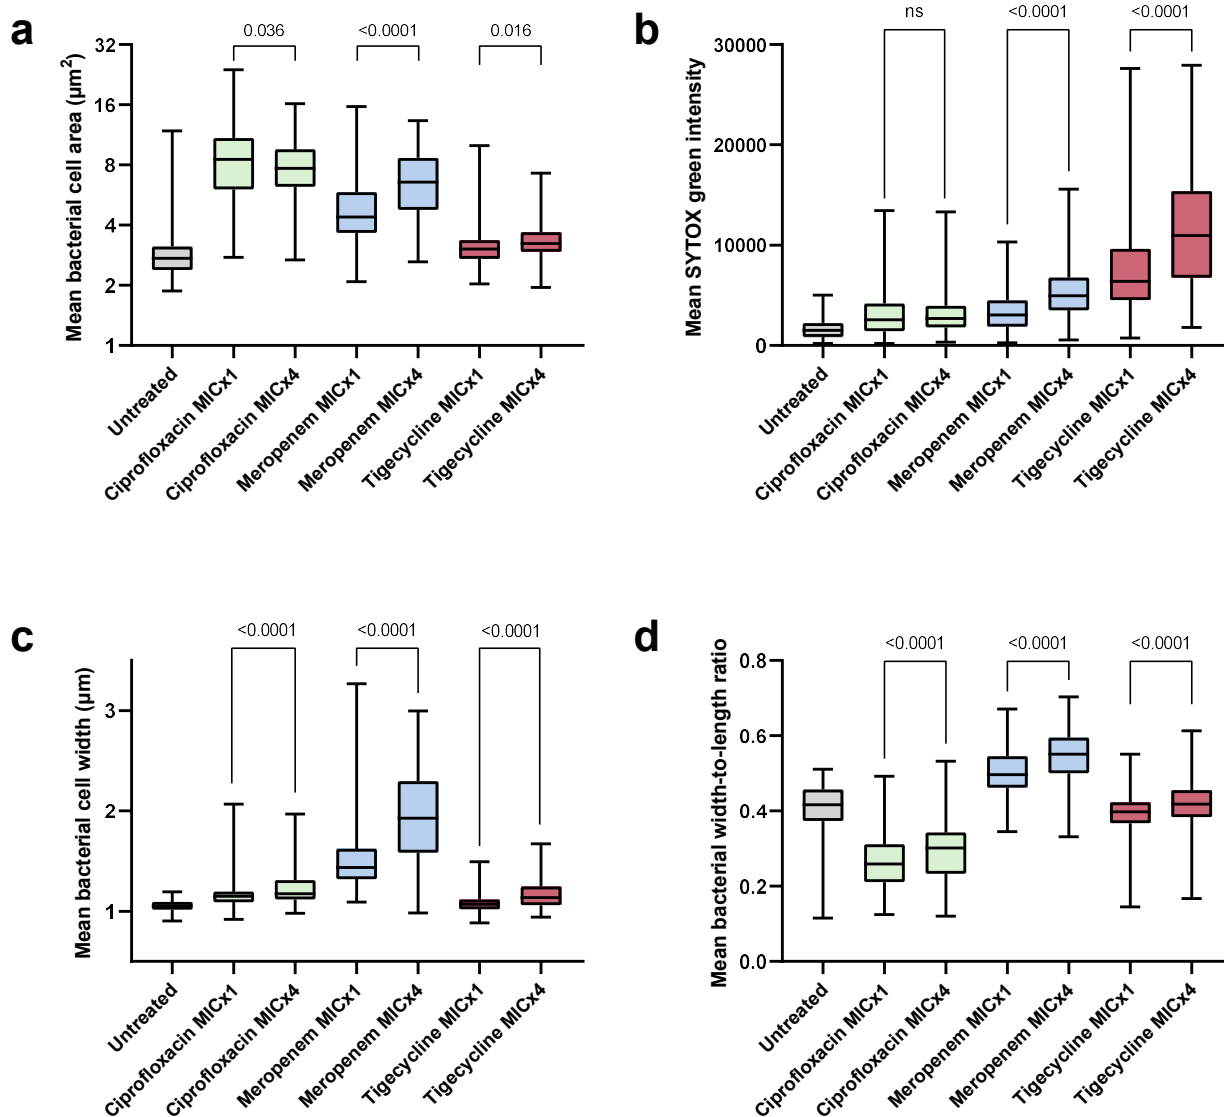 a
0.036
<0.0001
0.016
Mean bacterial cell area (µm²)
32
16
8
4
2
1
Untreated
Ciprofloxacin MICx1
Ciprofloxacin MICx4
Meropenem MICx1
Meropenem MICx4
Tigecycline MICx1
Tigecycline MICx4
b
ns
<0.0001
<0.0001
Mean SYTOX green intensity
30000
20000
10000
0
Untreated
Ciprofloxacin MICx1
Ciprofloxacin MICx4
Meropenem MICx1
Meropenem MICx4
Tigecycline MICx1
Tigecycline MICx4
c
<0.0001
<0.0001
<0.0001
Mean bacterial cell width (µm)
3
2
1
Untreated
Ciprofloxacin MICx1
Ciprofloxacin MICx4
Meropenem MICx1
Meropenem MICx4
Tigecycline MICx1
Tigecycline MICx4
d
<0.0001
<0.0001
<0.0001
Mean bacterial width-to-length ratio
0.8
0.6
0.4
0.2
0.0
Untreated
Ciprofloxacin MICx1
Ciprofloxacin MICx4
Meropenem MICx1
Meropenem MICx4
Tigecycline MICx1
Tigecycline MICx4